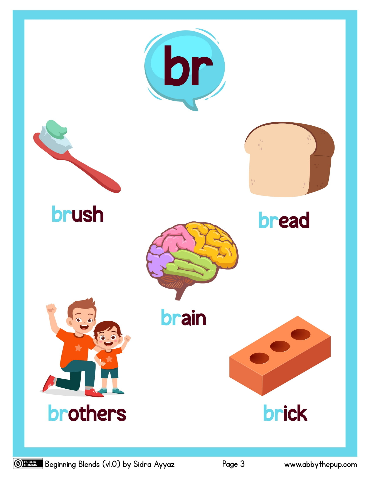 br
brush
bread
brain
brothers
brick
Beginning Blends (v1.0) by Sidra Ayyaz Page 3 www.abbythepup.com